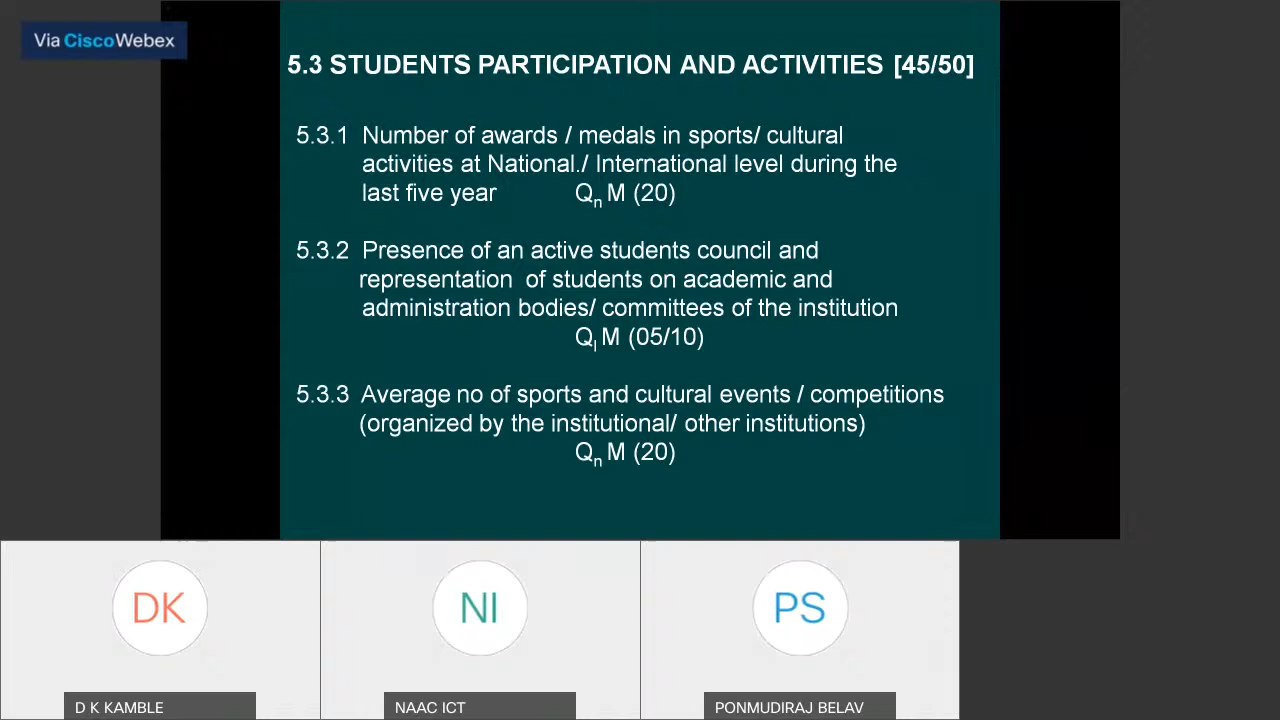 Via CiscoWebex
5.3 STUDENTS PARTICIPATION AND ACTIVITIES [45/50]
5.3.1 Number of awards / medals in sports/ cultural
activities at National./ International level during the
last five year QnM (20)
5.3.2 Presence of an active students council and
representation of students on academic and
administration bodies/ committees of the institution
QlM (05/10)
5.3.3 Average no of sports and cultural events / competitions
(organized by the institutional/ other institutions)
QnM (20)
DK NI PS
D K KAMBLE NAAC ICT PONMUDIRAJ BELAV